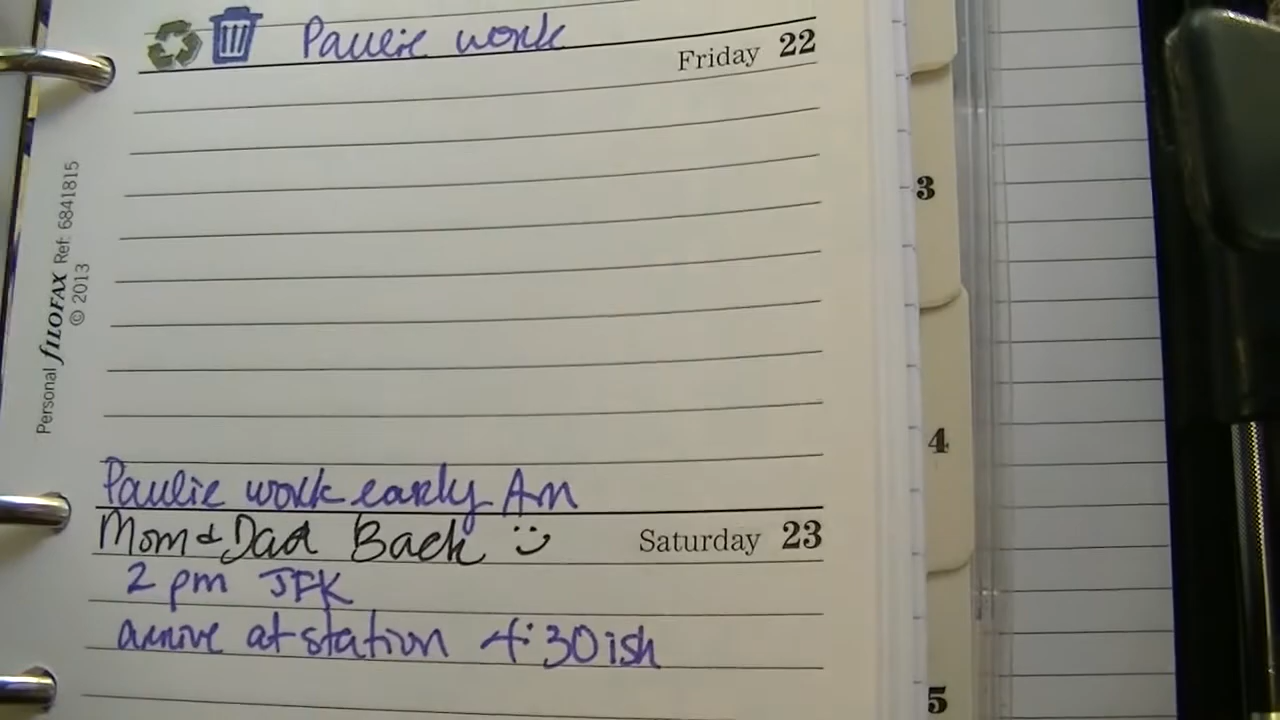 Paulie work
Friday 22
Personal fILOFAX Ref: 6841815
© 2013
3
4
Paulie work early Am
Mom & Dad Back
Saturday 23
2 pm JFK
arrive at station 4:30ish
5